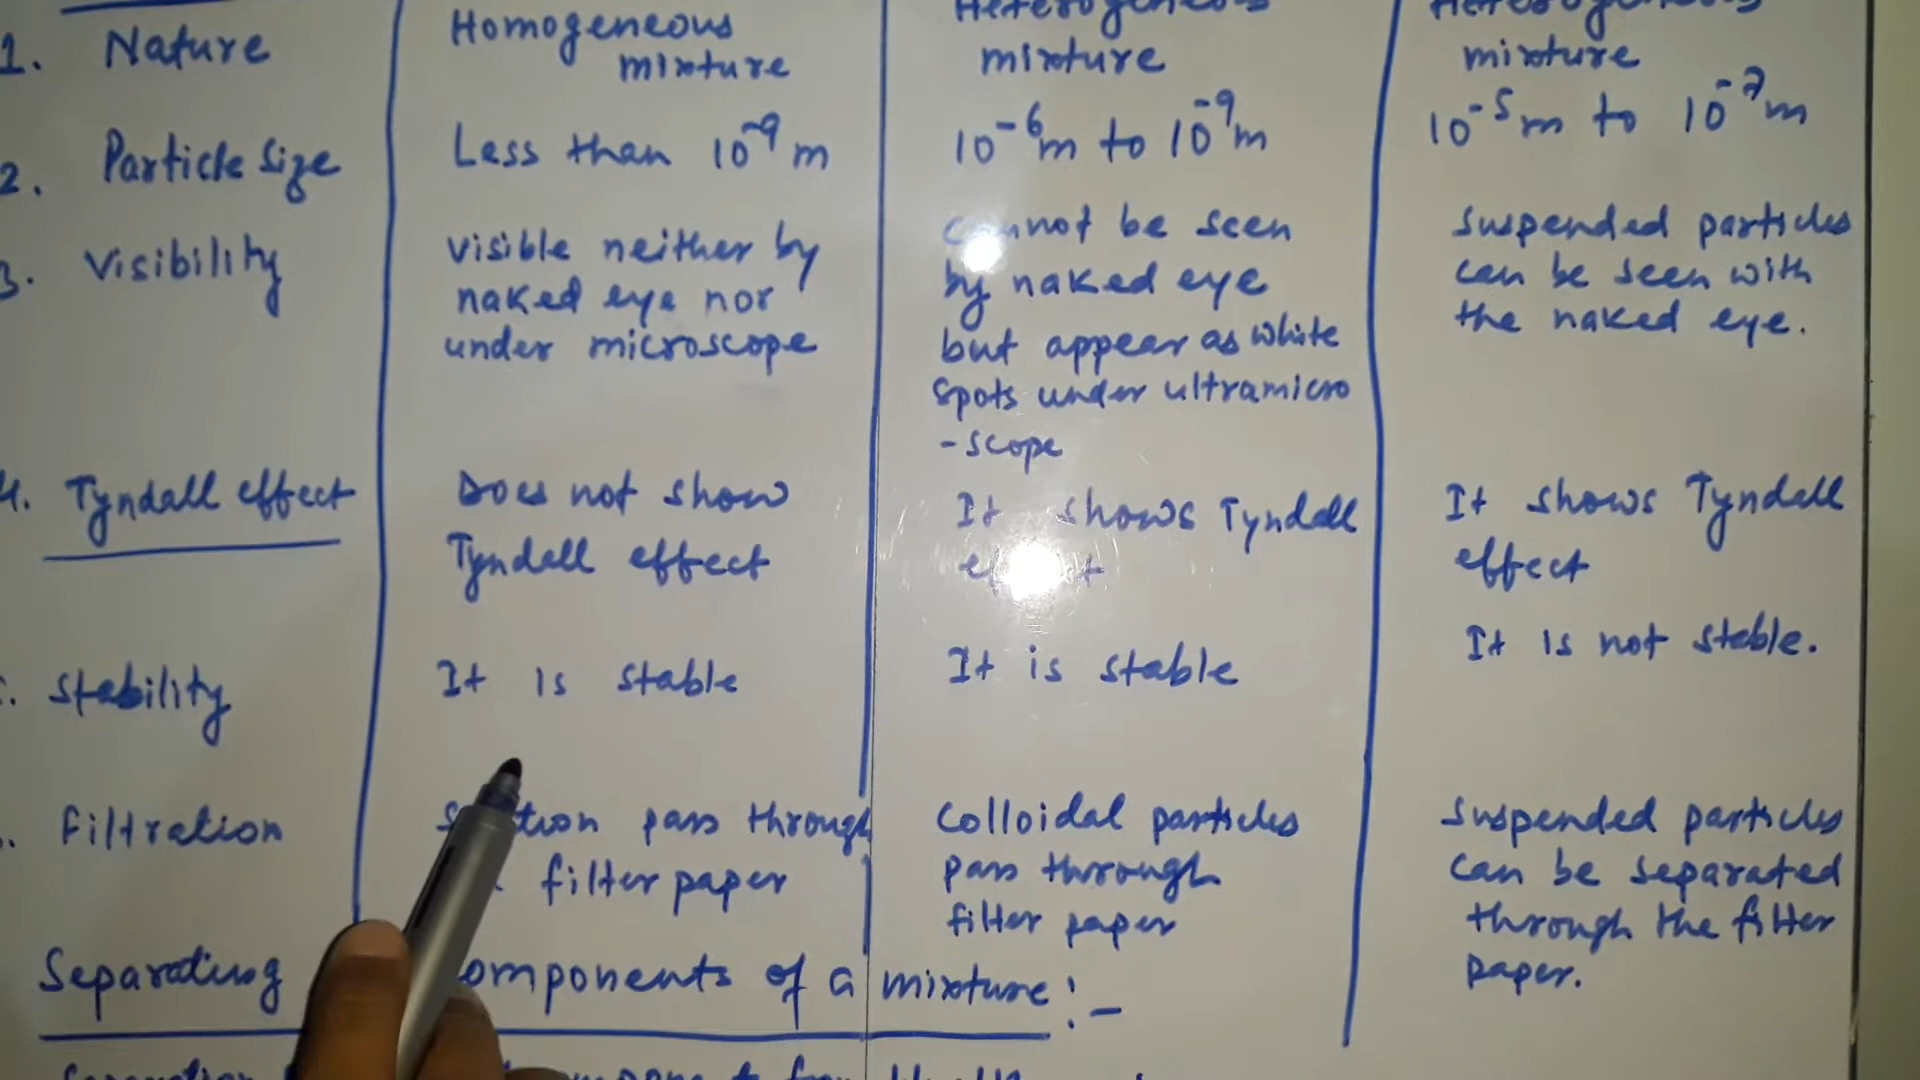 1. Nature
Homogeneous
mixture
Heterogeneous
mixture
Heterogeneous
mixture
2. Particle Size
Less than 10⁻⁹ m
10⁻⁶m to 10⁻⁹m
10⁻⁵m to 10⁻⁷m
3. Visibility
Visible neither by
naked eye nor
under microscope
cannot be seen
by naked eye
but appear as white
spots under ultramicro
-scope
Suspended particles
can be seen with
the naked eye.
4. Tyndall effect
Does not show
Tyndall effect
It shows Tyndall
effect
It shows Tyndall
effect
Stability
It is stable
It is stable
It is not stable.
Filtration
pass through
filter paper
Colloidal particles
pass through
filter paper
Suspended particles
can be separated
through the filter
paper.
Separating components of a mixture:-